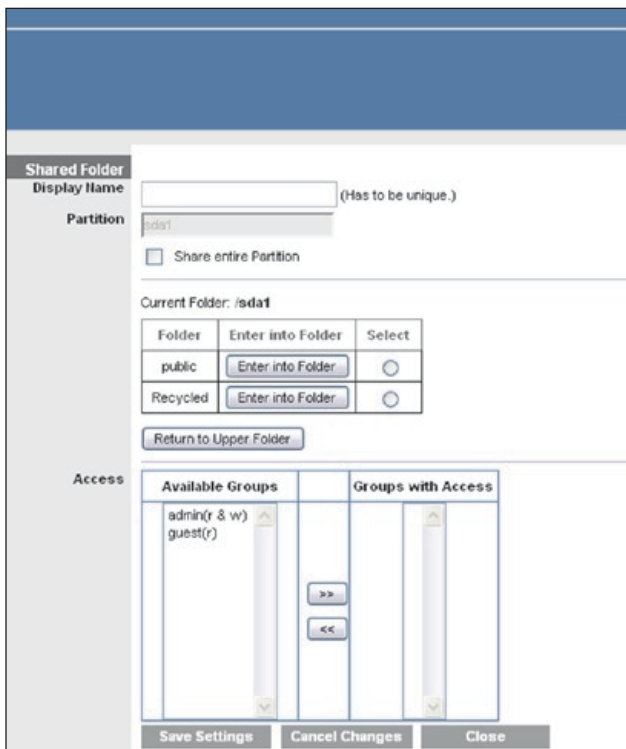 Shared Folder
Display Name (Has to be unique.)
Partition sda1
Share entire Partition
Current Folder: /sda1
Folder Enter into Folder Select
public Enter into Folder
Recycled Enter into Folder
Return to Upper Folder
Access Available Groups Groups with Access
admin(r & w)
guest(r)
>>
<<
Save Settings Cancel Changes Close